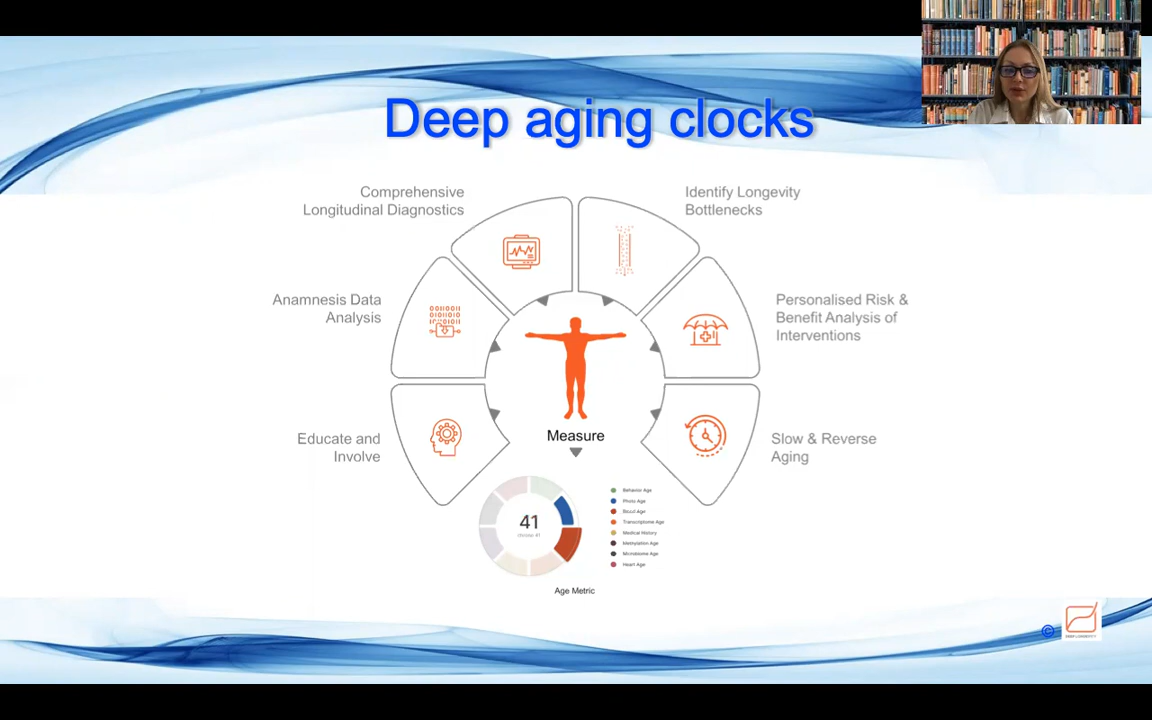 Deep aging clocks
Comprehensive
Longitudinal Diagnostics
Identify Longevity
Bottlenecks
Anamnesis Data
Analysis
Personalised Risk &
Benefit Analysis of
Interventions
Educate and
Involve
Slow & Reverse
Aging
Measure
41
Behavior Age
Photo Age
Blood Age
Transcriptome Age
Medical History
Methylation Age
Microbiome Age
Heart Age
Age Metric
©
DEEP LONGEVITY